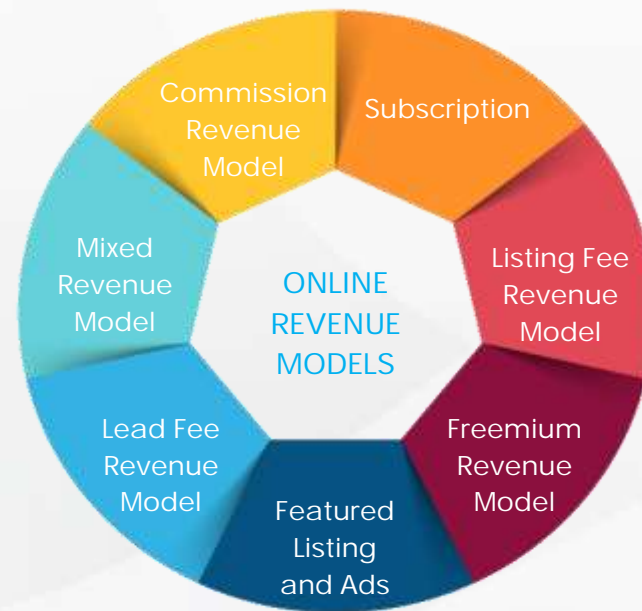 Commission
Revenue
Model
Subscription
Listing Fee
Revenue
Model
Freemium
Revenue
Model
Featured
Listing
and Ads
Lead Fee
Revenue
Model
Mixed
Revenue
Model
ONLINE
REVENUE
MODELS